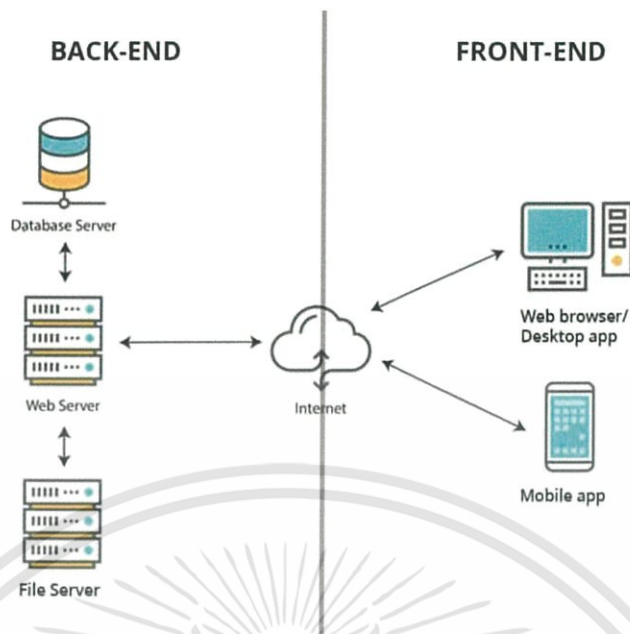 BACK-END
FRONT-END
Database Server
Web Server
File Server
Internet
Web browser/
Desktop app
Mobile app